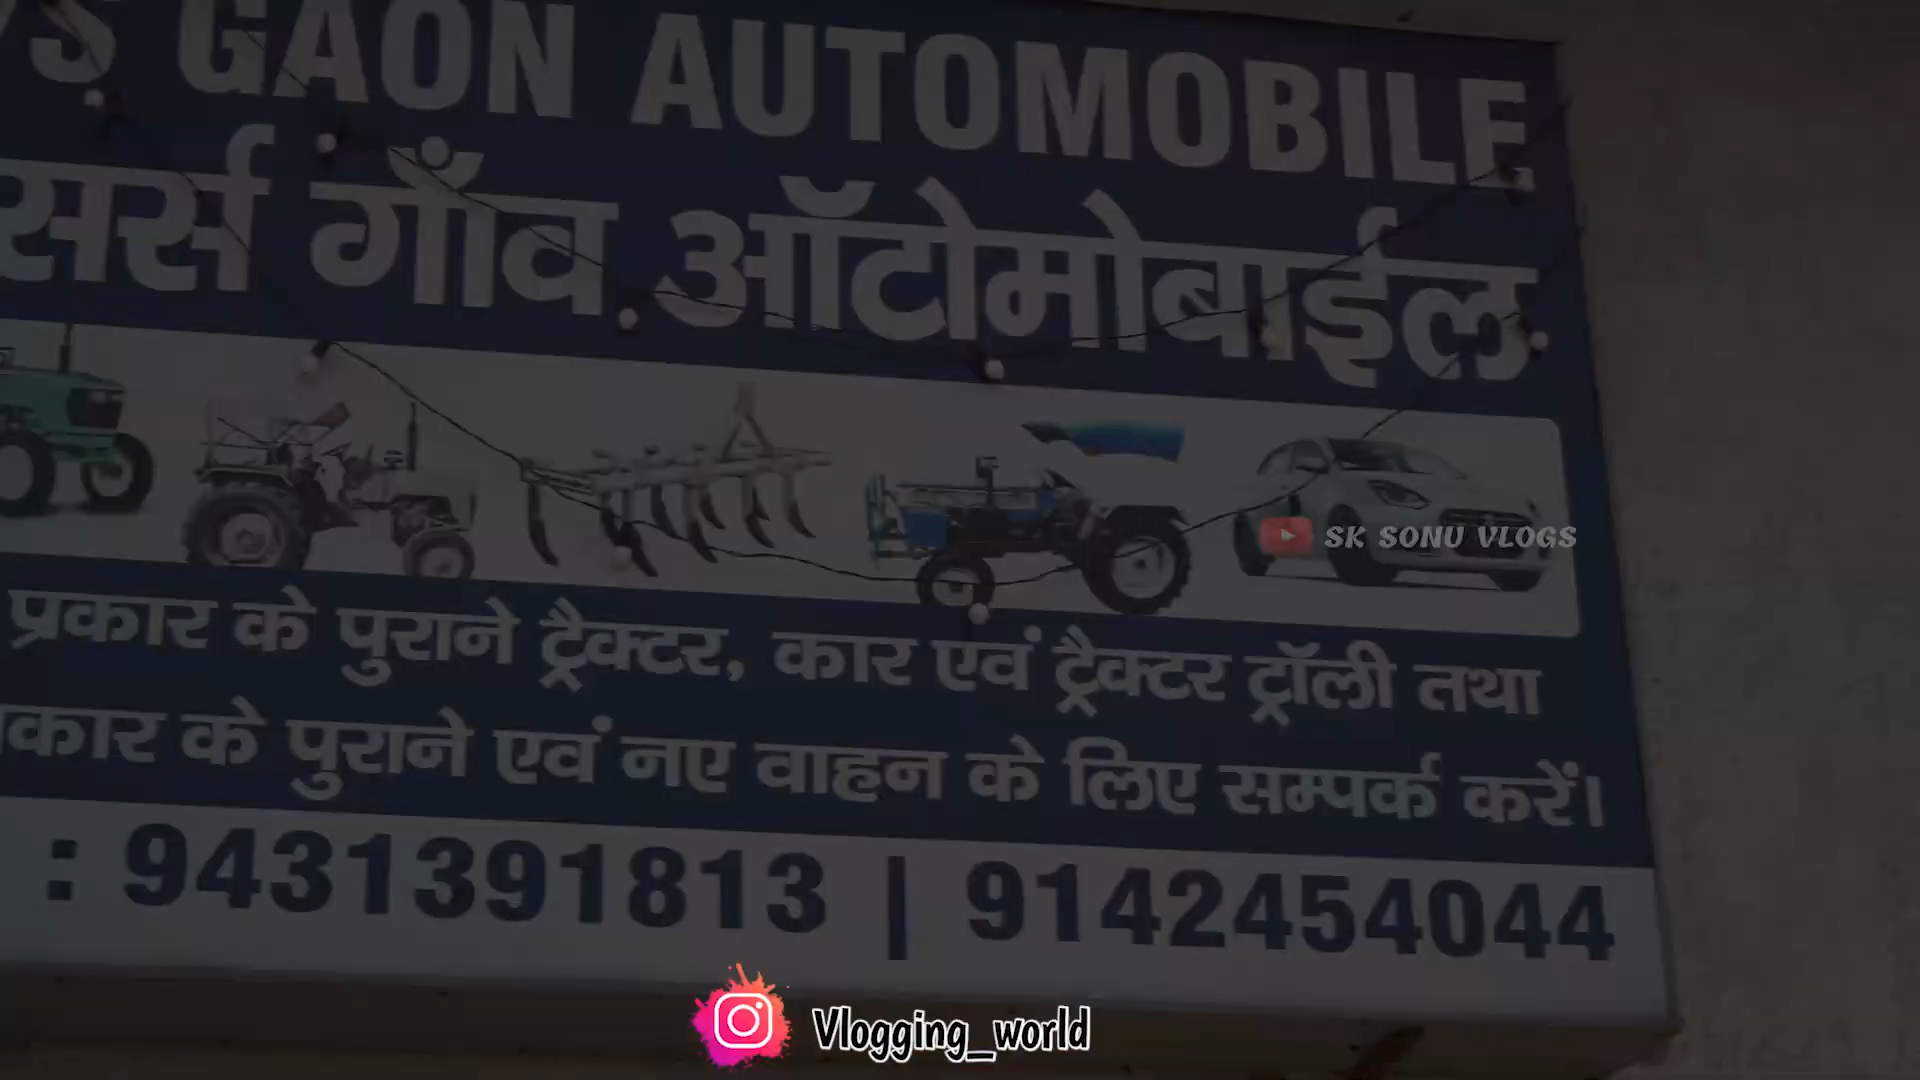 GAON AUTOMOBILE
गाँव ऑटोमोबाईल
SK SONU VLOGS
प्रकार के पुराने ट्रैक्टर, कार एवं ट्रैक्टर ट्रॉली तथा
के पुराने एवं नए वाहन के लिए सम्पर्क करें।
: 9431391813 | 9142454044
Vlogging_world